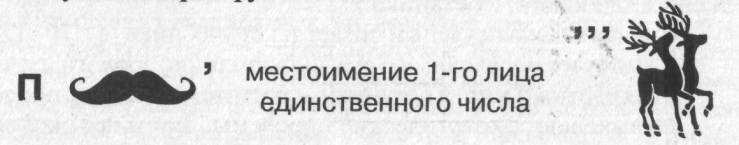 П ’ местоимение 1-го лица ’’’
единственного числа